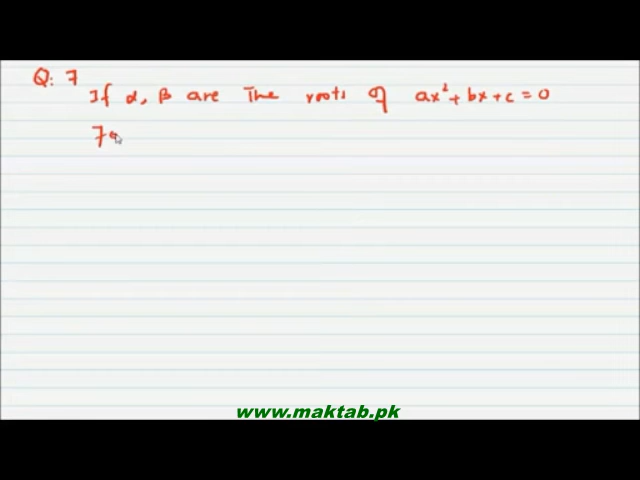 Q: 7
If α, β are The roots of ax² + bx + c = 0
www.maktab.pk